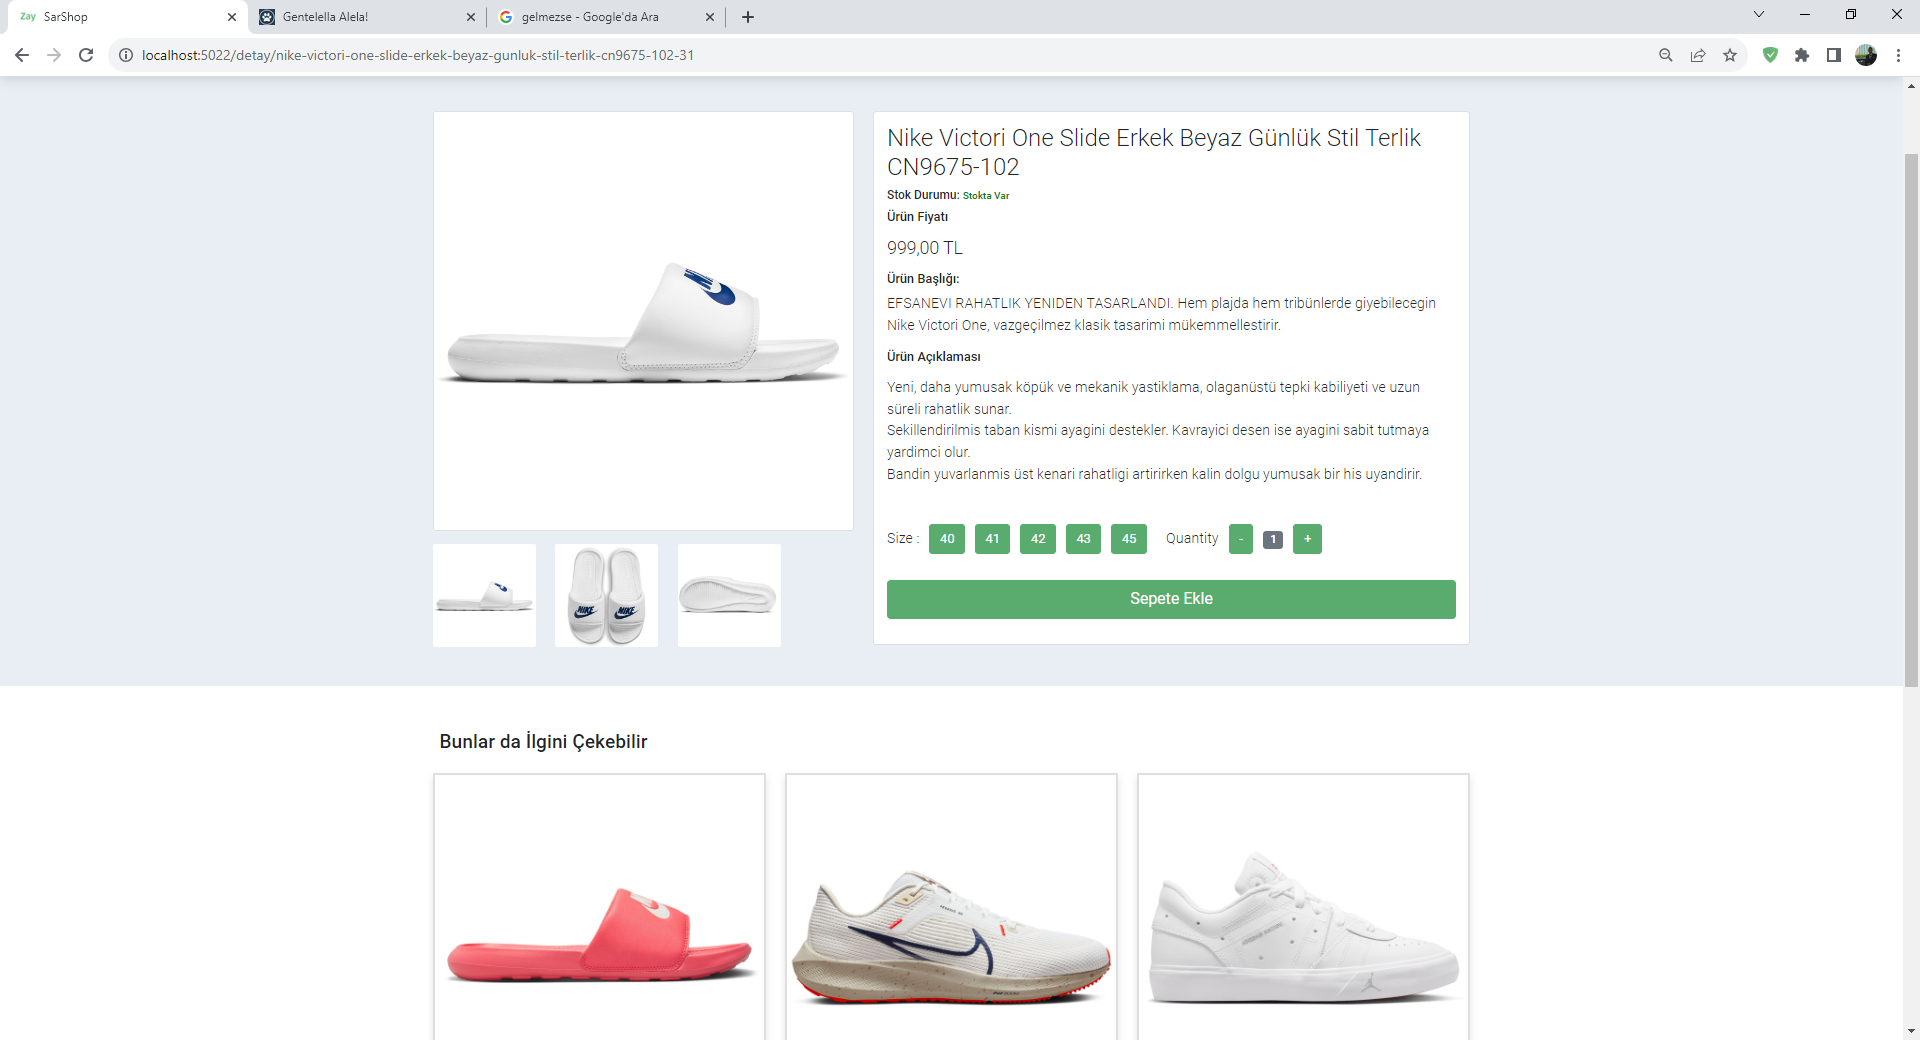 Zay SarShop
Gentelella Alela!
gelmezse - Google'da Ara
localhost:5022/detay/nike-victori-one-slide-erkek-beyaz-gunluk-stil-terlik-cn9675-102-31
Nike Victori One Slide Erkek Beyaz Günlük Stil Terlik
CN9675-102
Stok Durumu: Stokta Var
Ürün Fiyatı
999,00 TL
Ürün Başlığı:
EFSANEVI RAHATLIK YENIDEN TASARLANDI. Hem plajda hem tribünlerde giyebilecegin
Nike Victori One, vazgeçilmez klasik tasarimi mükemmellestirir.
Ürün Açıklaması
Yeni, daha yumusak köpük ve mekanik yastiklama, olaganüstü tepki kabiliyeti ve uzun
süreli rahatlik sunar.
Sekillendirilmis taban kismi ayagini destekler. Kavrayici desen ise ayagini sabit tutmaya
yardimci olur.
Bandin yuvarlanmis üst kenari rahatligi artirirken kalin dolgu yumusak bir his uyandirir.
Size : 40 41 42 43 45 Quantity - 1 +
Sepete Ekle
NIKE NIKE
Bunlar da İlgini Çekebilir